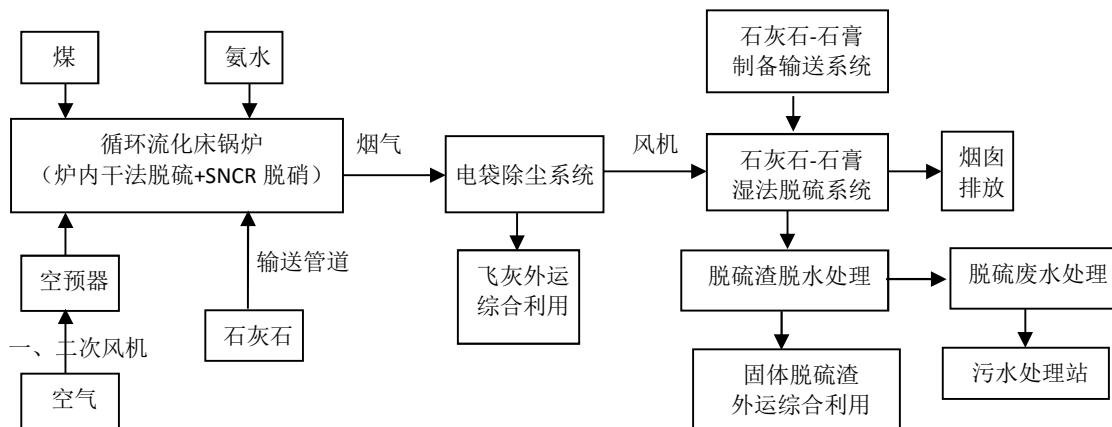 煤
氨水
石灰石-石膏
制备输送系统
循环流化床锅炉
（炉内干法脱硫+SNCR 脱硝）
烟气
电袋除尘系统
风机
石灰石-石膏
湿法脱硫系统
烟囱
排放
空预器
输送管道
飞灰外运
综合利用
脱硫渣脱水处理
脱硫废水处理
一、二次风机
石灰石
空气
固体脱硫渣
外运综合利用
污水处理站